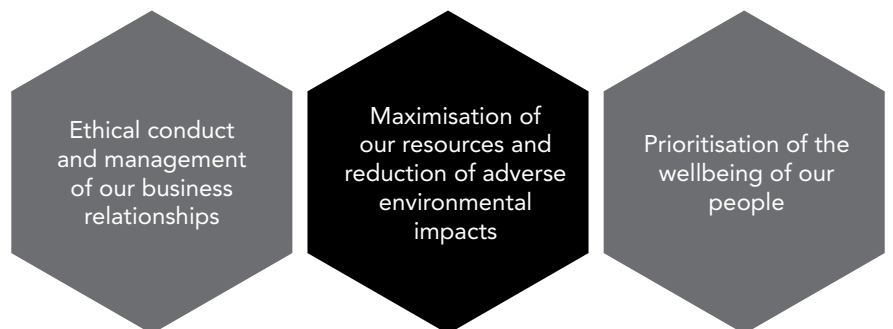 Ethical conduct
and management
of our business
relationships
Maximisation of
our resources and
reduction of adverse
environmental
impacts
Prioritisation of the
wellbeing of our
people